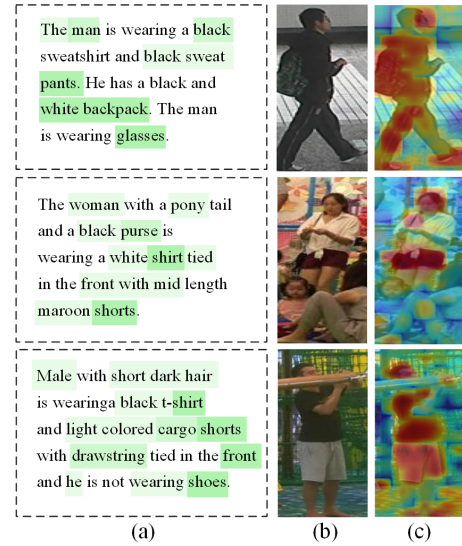 The man is wearing a black
sweatshirt and black sweat
pants. He has a black and
white backpack. The man
is wearing glasses.
The woman with a pony tail
and a black purse is
wearing a white shirt tied
in the front with mid length
maroon shorts.
Male with short dark hair
is wearinga black t-shirt
and light colored cargo shorts
with drawstring tied in the front
and he is not wearing shoes.
(a) (b) (c)